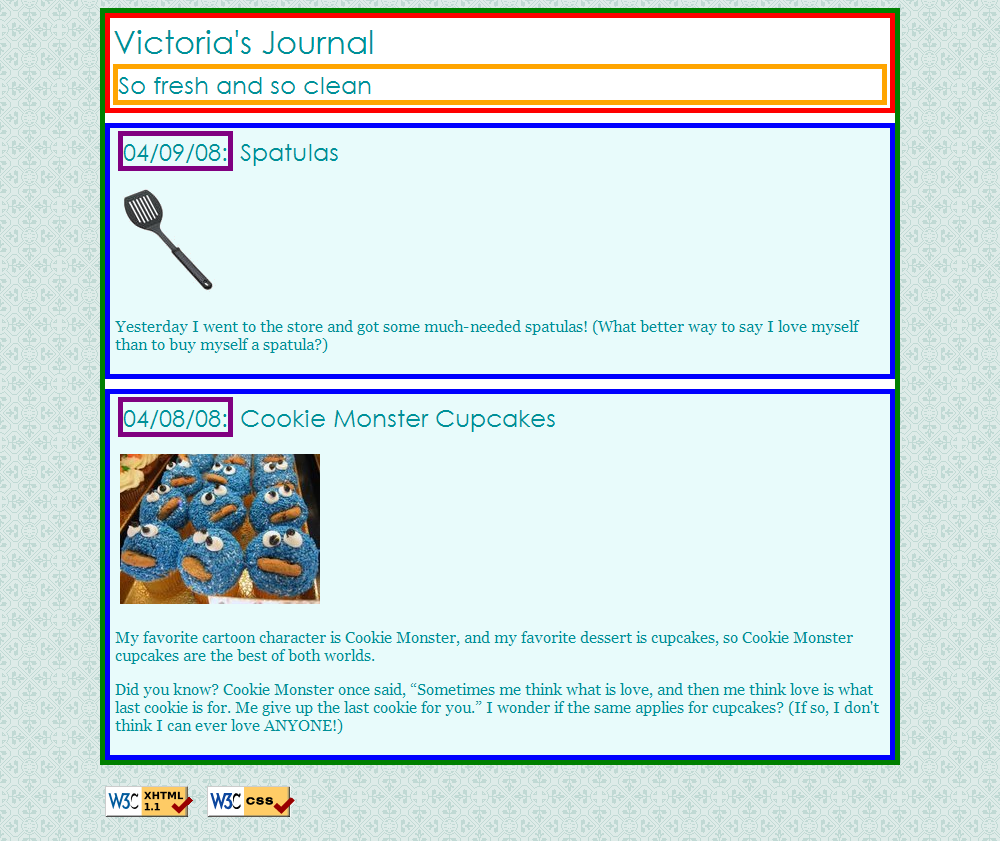 Victoria's Journal
So fresh and so clean
04/09/08: Spatulas
Yesterday I went to the store and got some much-needed spatulas! (What better way to say I love myself
than to buy myself a spatula?)
04/08/08: Cookie Monster Cupcakes
My favorite cartoon character is Cookie Monster, and my favorite dessert is cupcakes, so Cookie Monster
cupcakes are the best of both worlds.
Did you know? Cookie Monster once said, “Sometimes me think what is love, and then me think love is what
last cookie is for. Me give up the last cookie for you.” I wonder if the same applies for cupcakes? (If so, I don't
think I can ever love ANYONE!)
W3C XHTML 1.1 W3C CSS